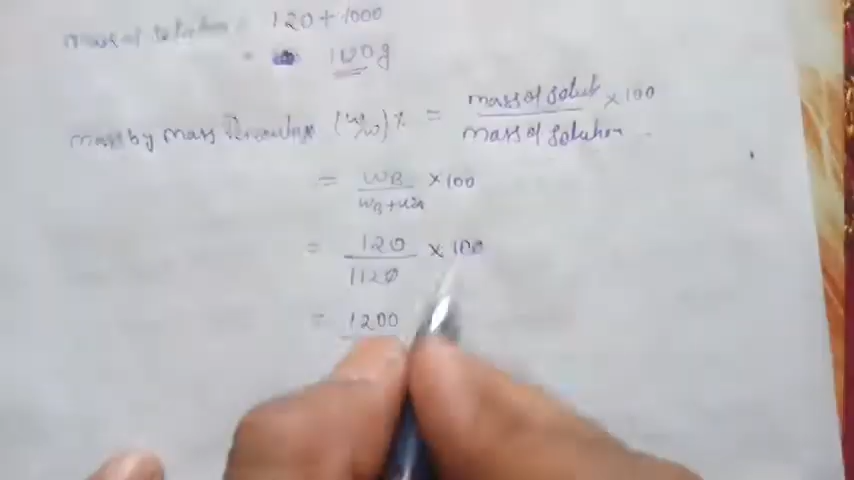 mass of solution = 120 + 1000
= 1120g
mass by mass Percentage (w/w) % = mass of solut / mass of solution × 100
= WB / WB + WA × 100
= 120 / 1120 × 100
= 1200